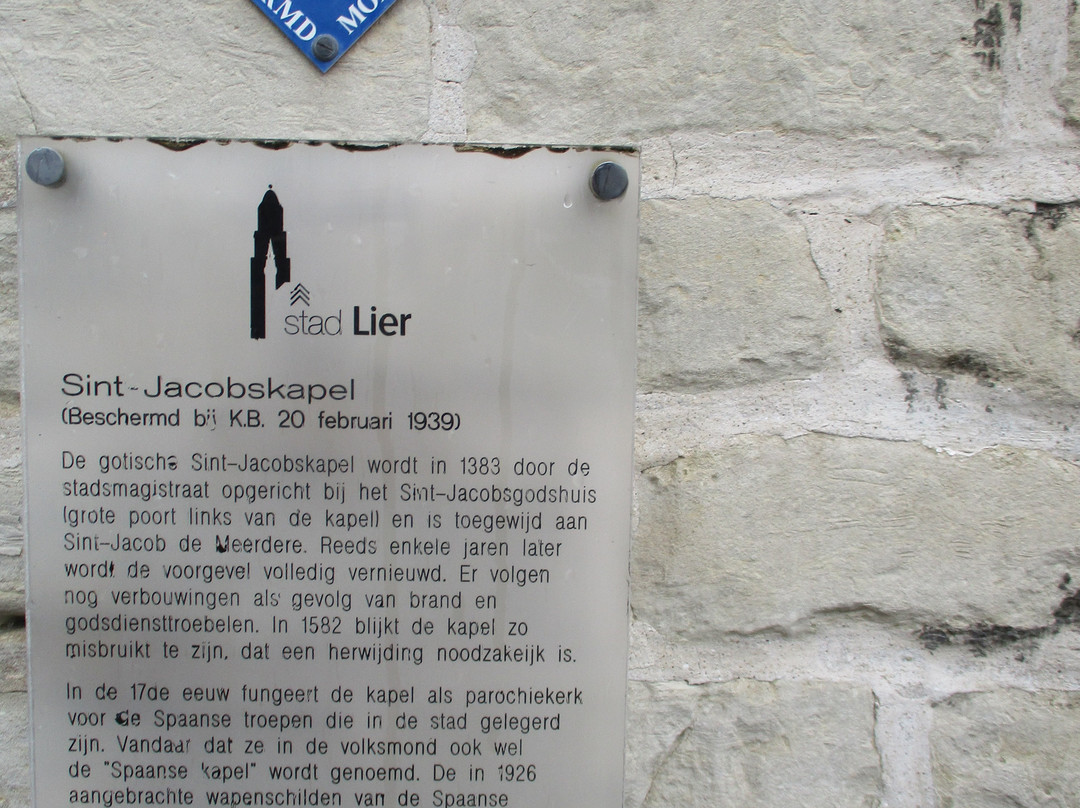 RMD MO
stad Lier
Sint-Jacobskapel
(Beschermd bij K.B. 20 februari 1939)
De gotische Sint-Jacobskapel wordt in 1383 door de
stadsmagistraat opgericht bij het Sint-Jacobsgodshuis
(grote poort links van de kapel) en is toegewijd aan
Sint-Jacob de Meerdere. Reeds enkele jaren later
wordt de voorgevel volledig vernieuwd. Er volgen
nog verbouwingen als gevolg van brand en
godsdiensttroebelen. In 1582 blijkt de kapel zo
misbruikt te zijn, dat een herwijding noodzakeijk is.
In de 17de eeuw fungeert de kapel als parochiekerk
voor de Spaanse troepen die in de stad gelegerd
zijn. Vandaar dat ze in de volksmond ook wel
de "Spaanse kapel" wordt genoemd. De in 1926
aangebrachte wapenschilden van de Spaanse